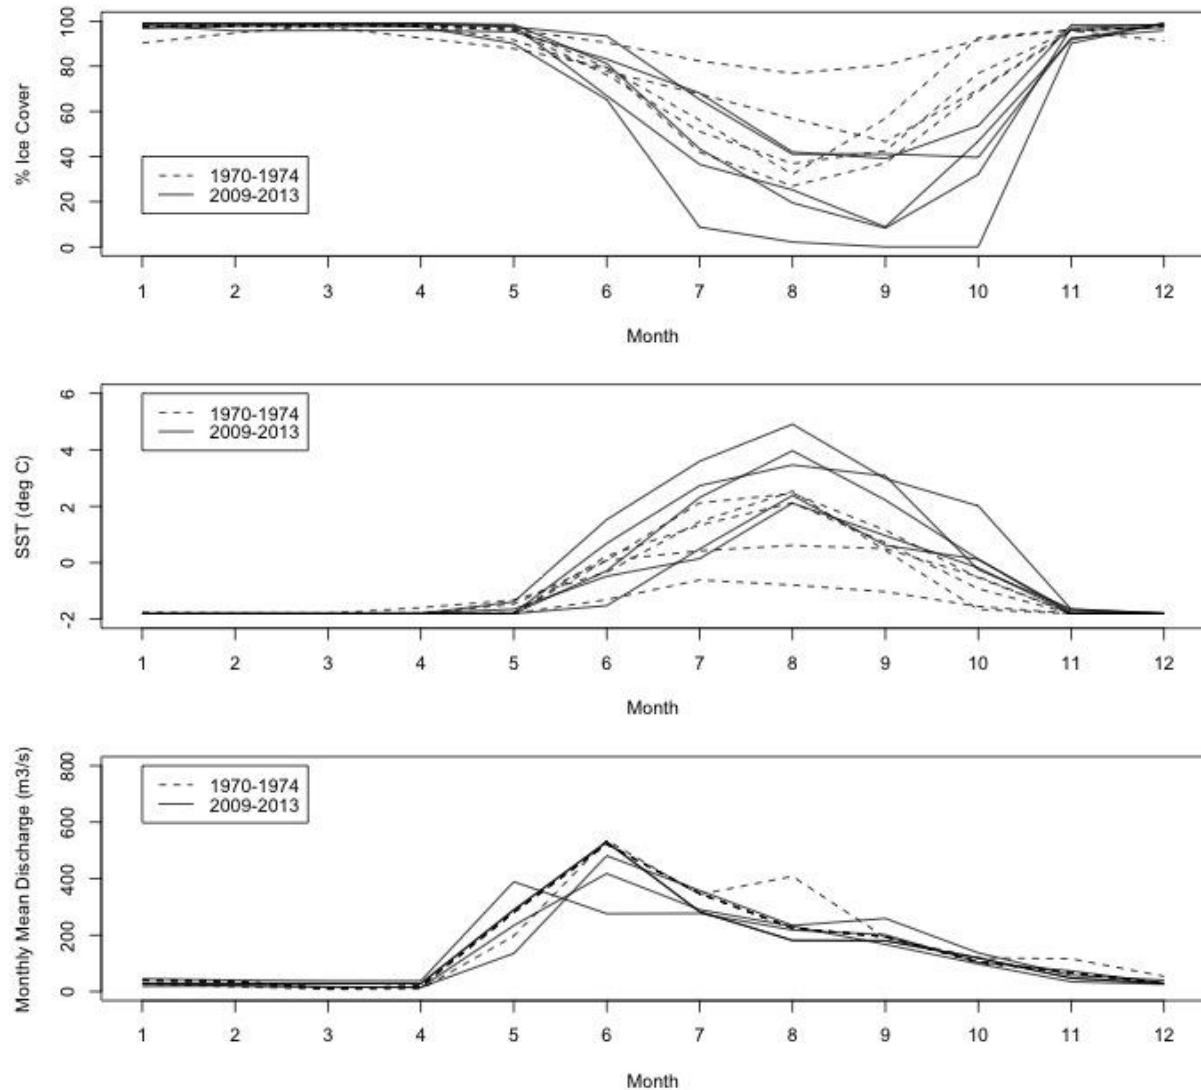 % Ice Cover
100
80
60
40
20
0
1970-1974
2009-2013
1 2 3 4 5 6 7 8 9 10 11 12
Month
SST (deg C)
6
4
2
0
-2
1970-1974
2009-2013
1 2 3 4 5 6 7 8 9 10 11 12
Month
Monthly Mean Discharge (m3/s)
800
600
400
200
0
1970-1974
2009-2013
1 2 3 4 5 6 7 8 9 10 11 12
Month